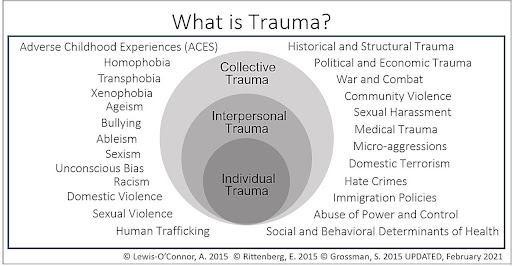 What is Trauma?
Adverse Childhood Experiences (ACES)
Homophobia
Transphobia
Xenophobia
Ageism
Bullying
Ableism
Sexism
Unconscious Bias
Racism
Domestic Violence
Sexual Violence
Human Trafficking
Collective
Trauma
Interpersonal
Trauma
Individual
Trauma
Historical and Structural Trauma
Political and Economic Trauma
War and Combat
Community Violence
Sexual Harassment
Medical Trauma
Micro-aggressions
Domestic Terrorism
Hate Crimes
Immigration Policies
Abuse of Power and Control
Social and Behavioral Determinants of Health
© Lewis-O’Connor, A. 2015 © Rittenberg, E. 2015 © Grossman, S. 2015 UPDATED, February 2021